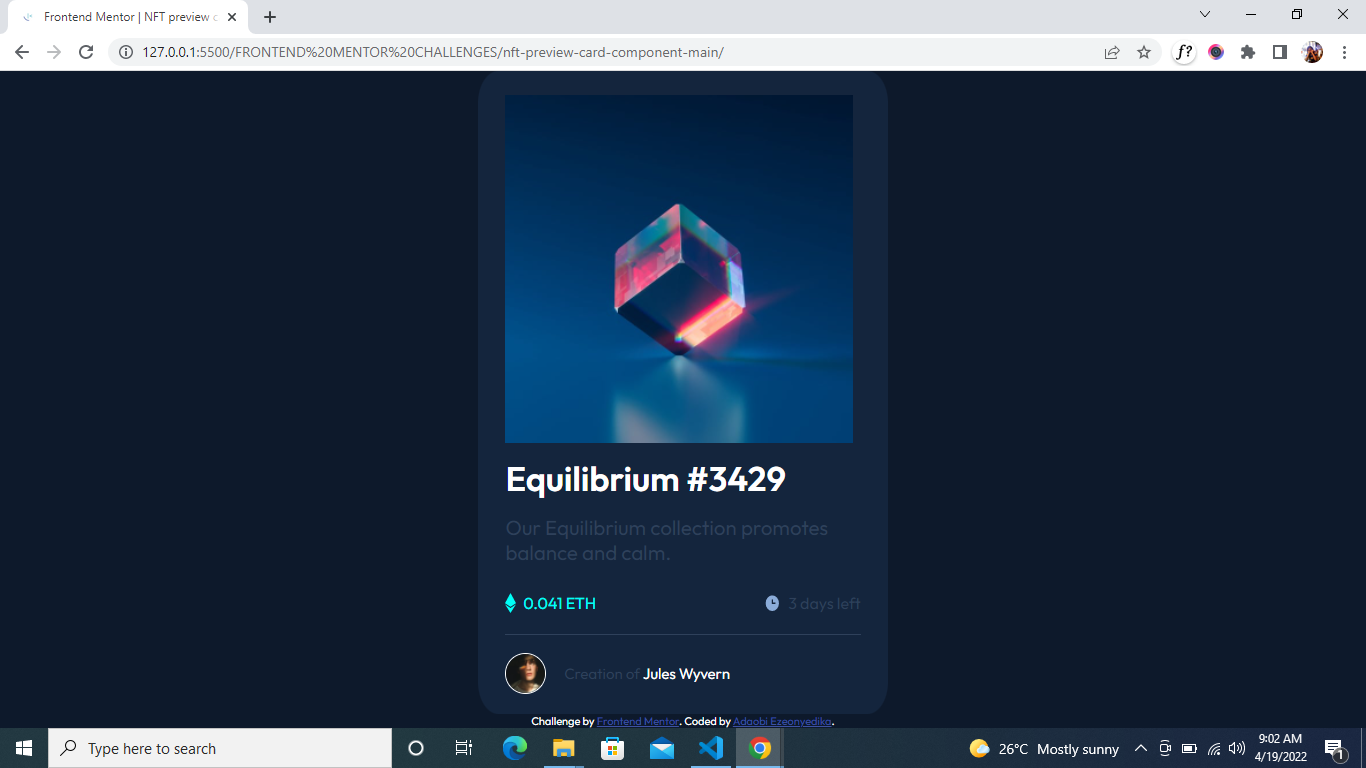 Frontend Mentor | NFT preview c
127.0.0.1:5500/FRONTEND%20MENTOR%20CHALLENGES/nft-preview-card-component-main/
f?
Equilibrium #3429
Our Equilibrium collection promotes
balance and calm.
0.041 ETH
3 days left
Creation of Jules Wyvern
Challenge by Frontend Mentor. Coded by Adaobi Ezeonyedika.
Type here to search
26°C Mostly sunny
9:02 AM
4/19/2022
1